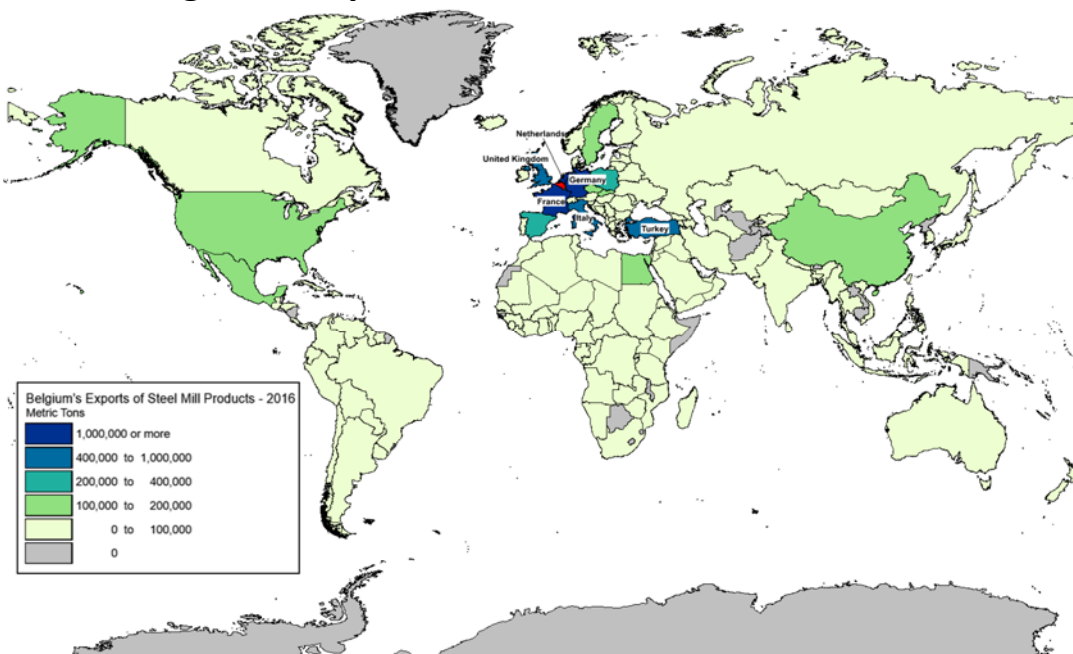 Netherlands
United Kingdom
Germany
France
Italy
Turkey
Belgium's Exports of Steel Mill Products - 2016
Metric Tons
1,000,000 or more
400,000 to 1,000,000
200,000 to 400,000
100,000 to 200,000
0 to 100,000
0